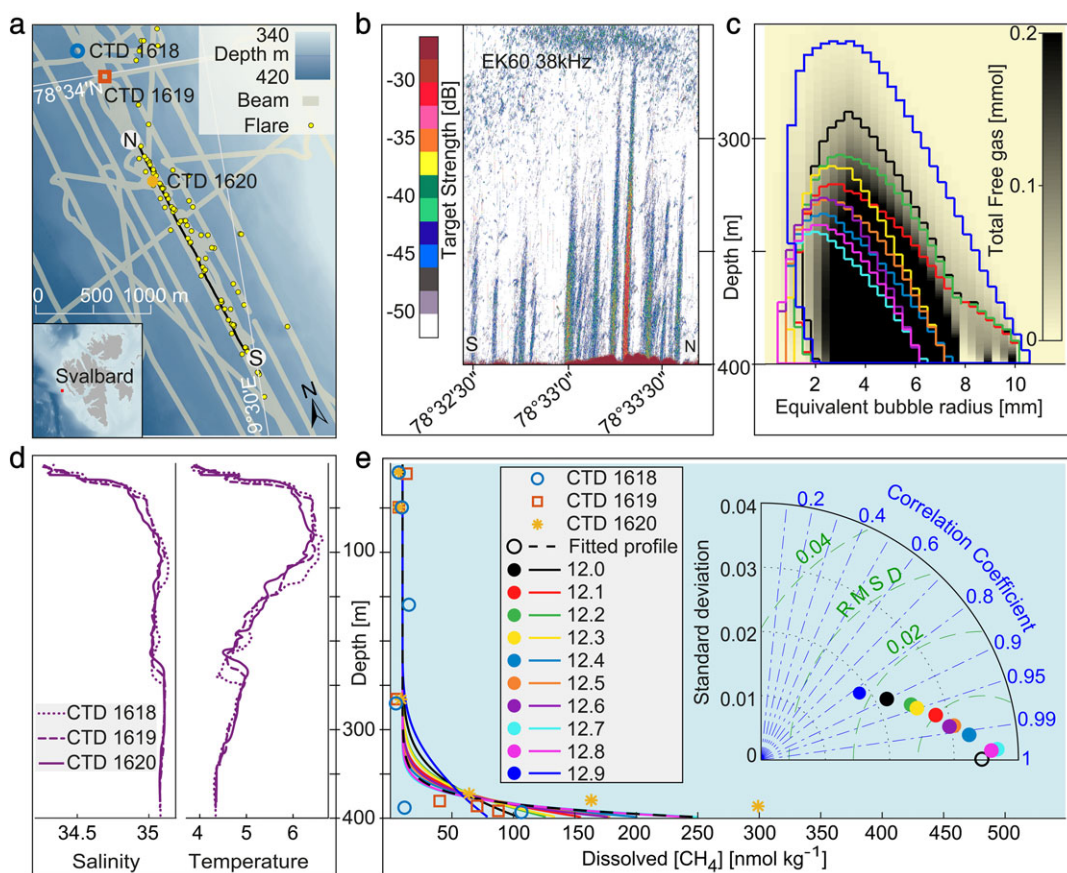 a
CTD 1618
340
Depth m
420
78°34'N
CTD 1619
Beam
Flare
N
CTD 1620
0 500 1000 m
S
Svalbard
9°30'E
N
b
EK60 38kHz
-30
-35
-40
-45
-50
Target Strength [dB]
S
N
78°32'30"
78°33'0"
78°33'30"
c
300
400
Depth [m]
2 4 6 8 10
Equivalent bubble radius [mm]
0.2
0.1
0
Total Free gas [mmol]
d
CTD 1618
CTD 1619
CTD 1620
34.5 35
Salinity
4 5 6
Temperature
e
100
300
400
Depth [m]
CTD 1618
CTD 1619
CTD 1620
Fitted profile
12.0
12.1
12.2
12.3
12.4
12.5
12.6
12.7
12.8
12.9
50 100 150 200 250 300 350 400 450 500
Dissolved [CH₄] [nmol kg⁻¹]
Standard deviation
0.04
0.03
0.02
0.01
0
0.04
RMSD
0.02
Correlation Coefficient
0.2
0.4
0.6
0.8
0.9
0.95
0.99
1